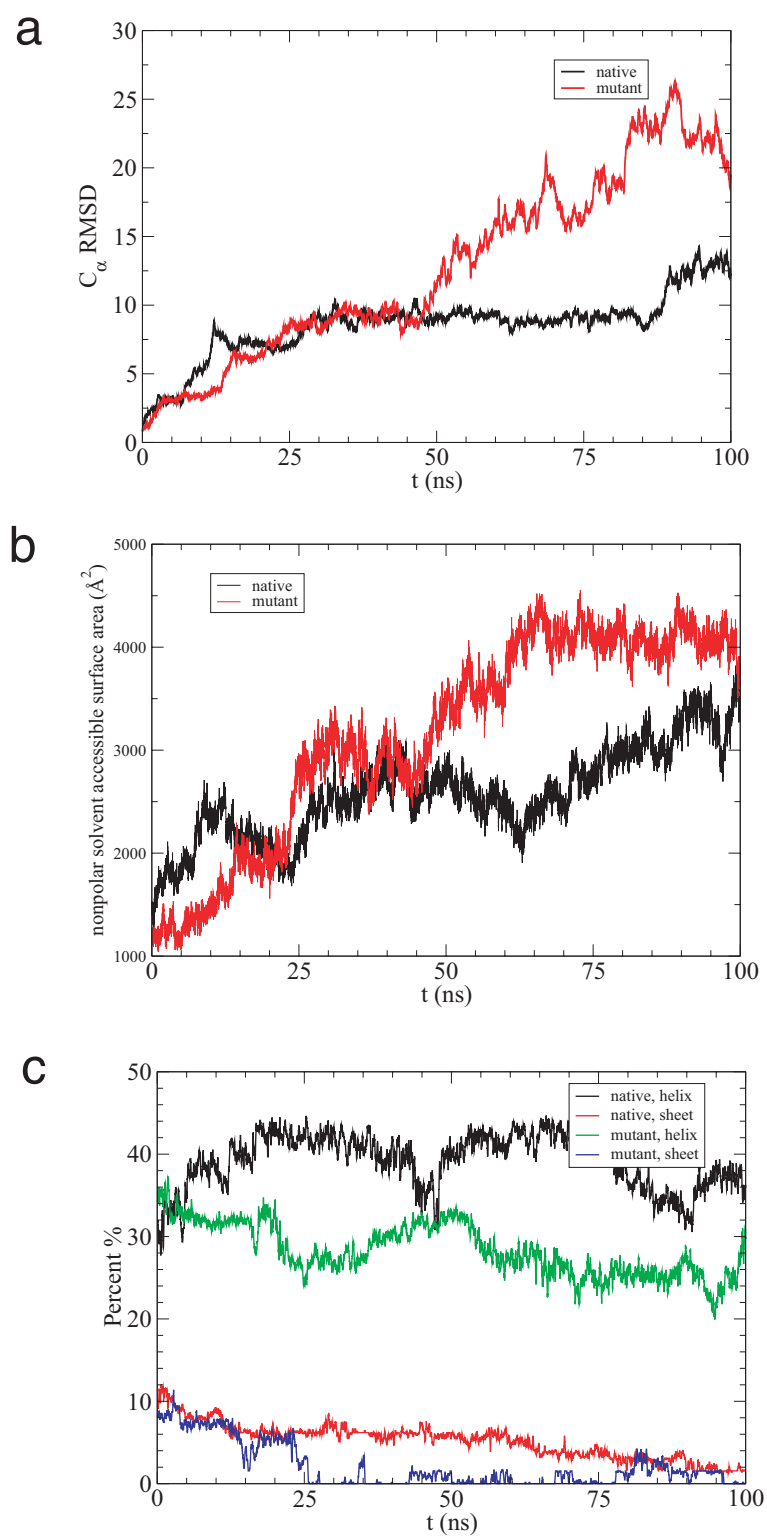 a
30
25
20
15
10
5
0
Cα RMSD
native
mutant
0 25 50 75 100
t (ns)
b
5000
4000
3000
2000
1000
nonpolar solvent accessible surface area (Å²)
native
mutant
0 25 50 75 100
t (ns)
c
50
40
30
20
10
0
Percent %
native, helix
native, sheet
mutant, helix
mutant, sheet
0 25 50 75 100
t (ns)